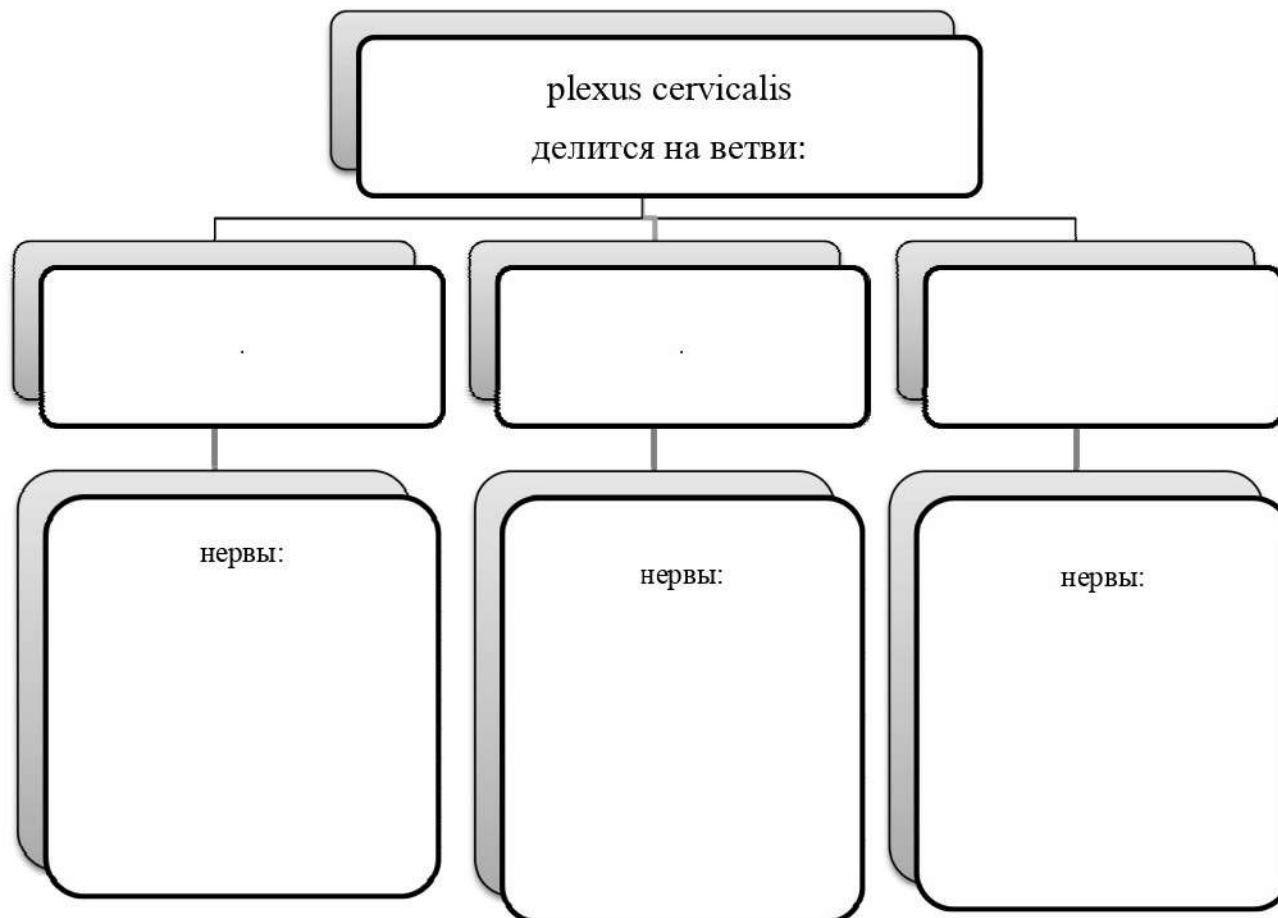 plexus cervicalis
делится на ветви:
.
.
нервы:
нервы:
нервы: